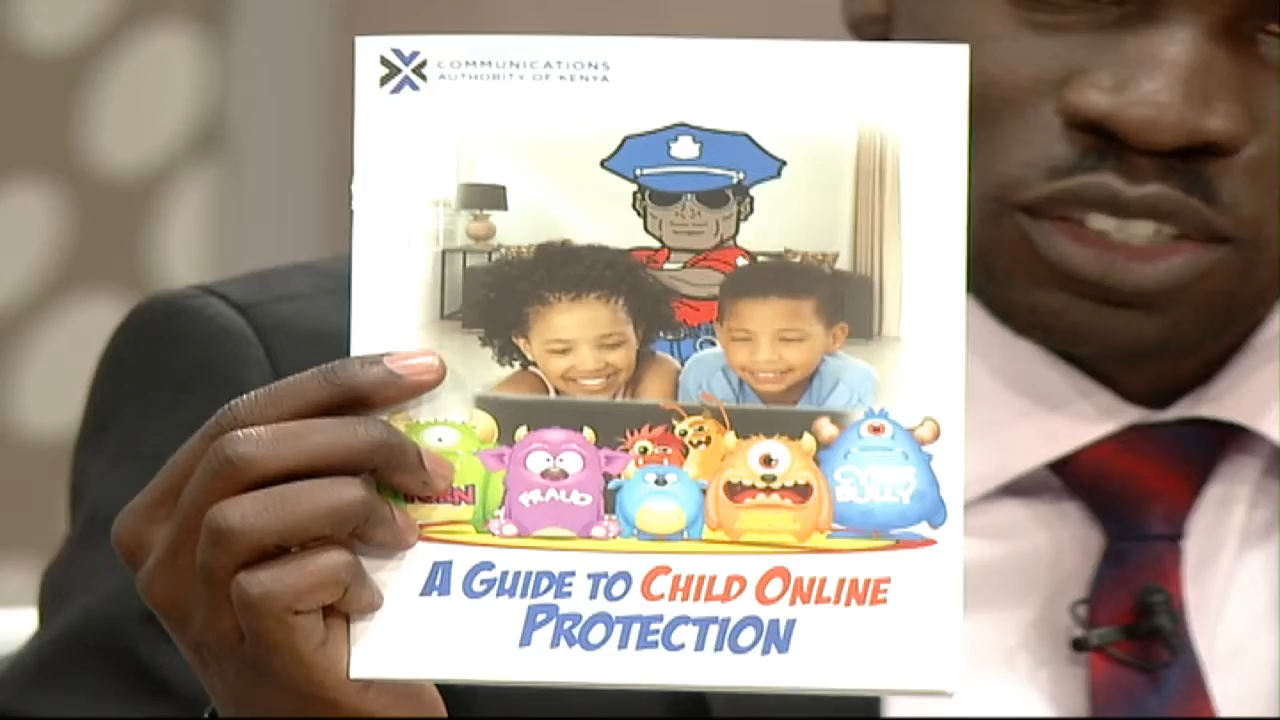 COMMUNICATIONS
AUTHORITY OF KENYA
FRAUD
CYBER
BULLY
A GUIDE TO CHILD ONLINE
PROTECTION